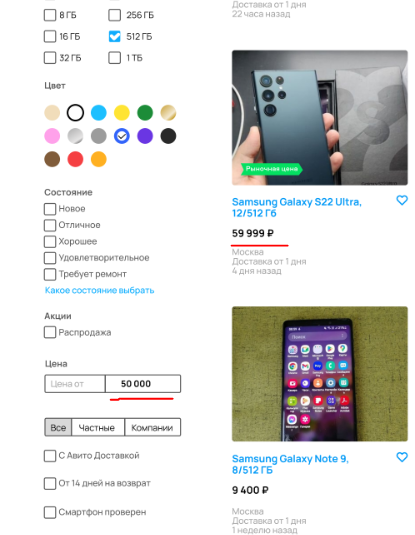 8 ГБ
256 ГБ
16 ГБ
512 ГБ
32 ГБ
1 ТБ
Цвет
Состояние
Новое
Отличное
Хорошее
Удовлетворительное
Требует ремонт
Какое состояние выбрать
Акции
Распродажа
Цена
Цена от
50 000
Все
Частные
Компании
С Авито Доставкой
От 14 дней на возврат
Смартфон проверен
Доставка от 1 дня
22 часа назад
Рыночная цена
Samsung Galaxy S22 Ultra,
12/512 Гб
59 999 ₽
Москва
Доставка от 1 дня
4 дня назад
Samsung Galaxy Note 9,
8/512 ГБ
9 400 ₽
Москва
Доставка от 1 дня
1 неделю назад